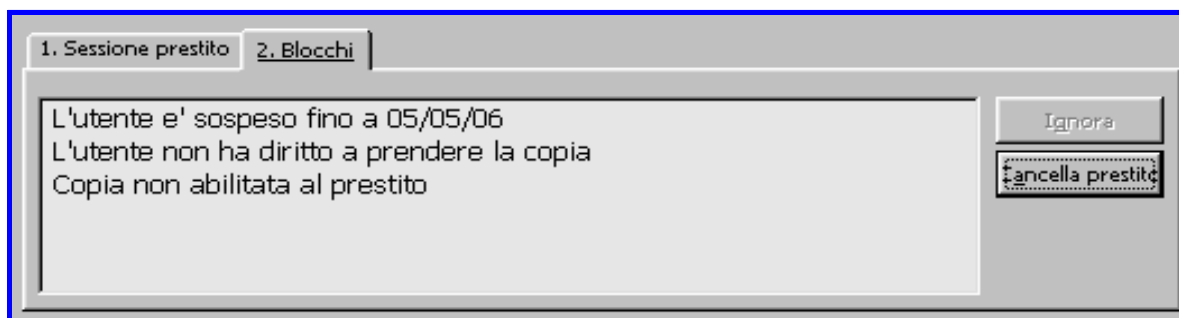 1. Sessione prestito
2. Blocchi
L'utente e' sospeso fino a 05/05/06
L'utente non ha diritto a prendere la copia
Copia non abilitata al prestito
Ignora
Cancella prestito